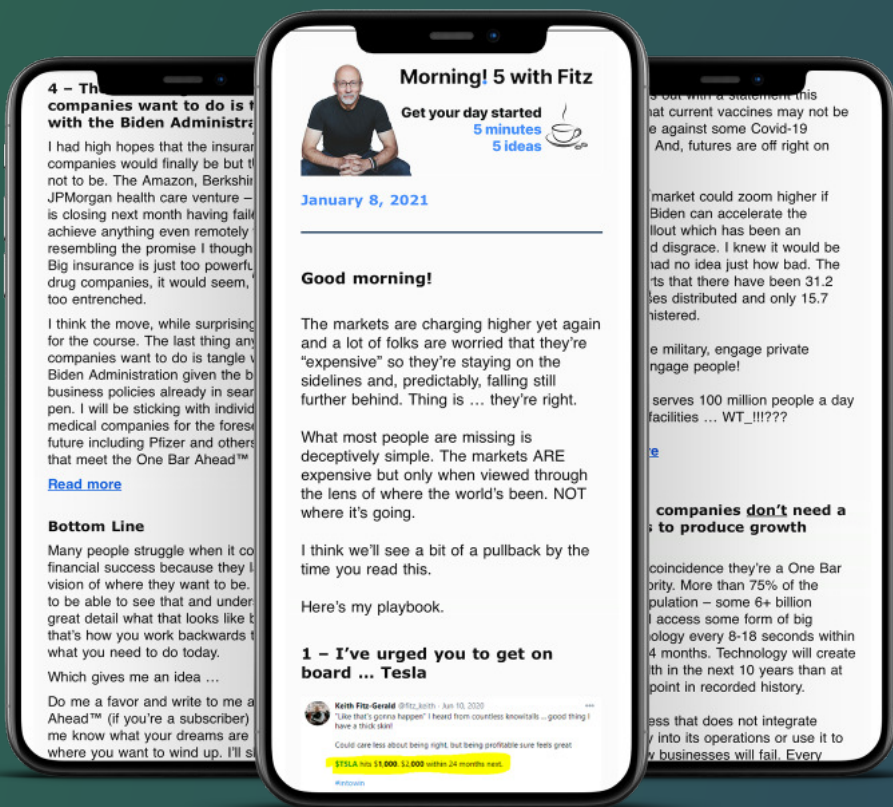 4 – Th
companies want to do is t
with the Biden Administra
I had high hopes that the insurar
companies would finally be but t
not to be. The Amazon, Berkshir
JPMorgan health care venture –
is closing next month having faile
achieve anything even remotely
resembling the promise I though
Big insurance is just too powerfu
drug companies, it would seem,
too entrenched.
I think the move, while surprising
for the course. The last thing any
companies want to do is tangle v
Biden Administration given the b
business policies already in sear
pen. I will be sticking with individ
medical companies for the forese
future including Pfizer and others
that meet the One Bar Ahead™
Read more
Bottom Line
Many people struggle when it co
financial success because they la
vision of where they want to be.
to be able to see that and under
great detail what that looks like b
that's how you work backwards t
what you need to do today.
Which gives me an idea ...
Do me a favor and write to me a
Ahead™ (if you're a subscriber)
me know what your dreams are
where you want to wind up. I'll s
Morning! 5 with Fitz
Get your day started
5 minutes
5 ideas
January 8, 2021
Good morning!
The markets are charging higher yet again
and a lot of folks are worried that they're
“expensive” so they're staying on the
sidelines and, predictably, falling still
further behind. Thing is ... they're right.
What most people are missing is
deceptively simple. The markets ARE
expensive but only when viewed through
the lens of where the world's been. NOT
where it's going.
I think we'll see a bit of a pullback by the
time you read this.
Here's my playbook.
1 – I've urged you to get on
board ... Tesla
Keith Fitz-Gerald @fitz_keith · Jun 10, 2020
"Like that's gonna happen" I heard from countless knowitalls ... good thing I
have a thick skin!
Could care less about being right, but being profitable sure feels great
$TSLA hits $1,000. $2,000 within 24 months next.
#intowin
s out with a statement this
hat current vaccines may not be
e against some Covid-19
And, futures are off right on
market could zoom higher if
Biden can accelerate the
llout which has been an
d disgrace. I knew it would be
had no idea just how bad. The
rts that there have been 31.2
ses distributed and only 15.7
nistered.
e military, engage private
ngage people!
serves 100 million people a day
facilities ... WT_!!!???
e
companies don't need a
s to produce growth
coincidence they're a One Bar
ority. More than 75% of the
pulation – some 6+ billion
l access some form of big
nology every 8-18 seconds within
4 months. Technology will create
lth in the next 10 years than at
point in recorded history.
ess that does not integrate
y into its operations or use it to
w businesses will fail. Every